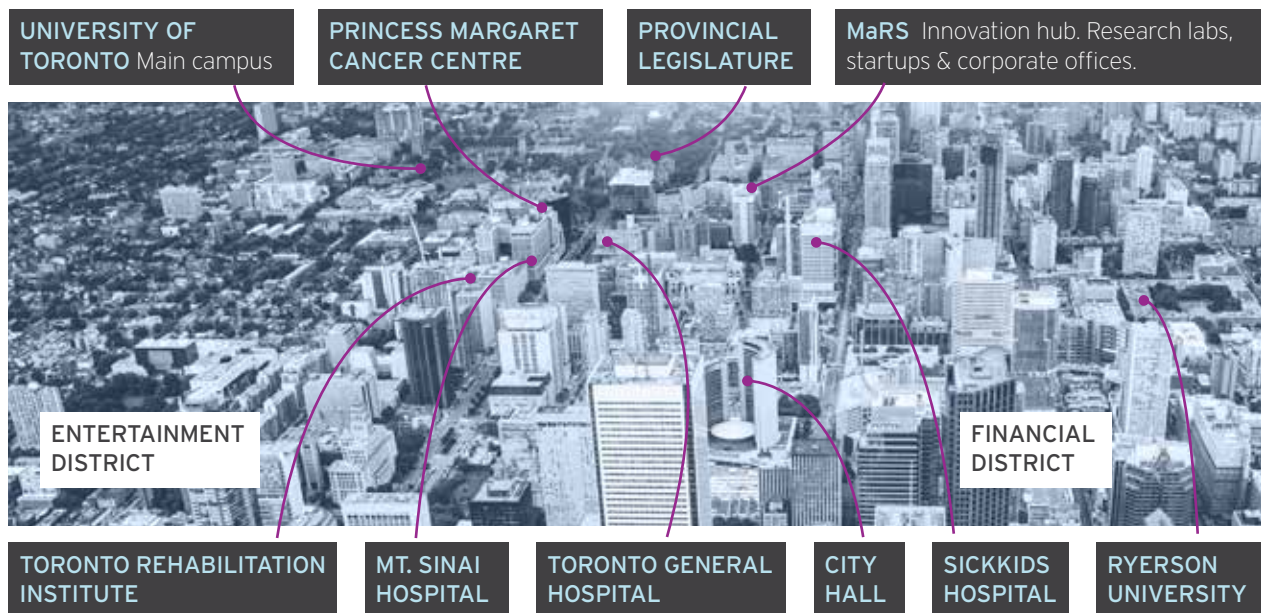 UNIVERSITY OF
TORONTO Main campus
PRINCESS MARGARET
CANCER CENTRE
PROVINCIAL
LEGISLATURE
MaRS Innovation hub. Research labs,
startups & corporate offices.
ENTERTAINMENT
DISTRICT
FINANCIAL
DISTRICT
TORONTO REHABILITATION
INSTITUTE
MT. SINAI
HOSPITAL
TORONTO GENERAL
HOSPITAL
CITY
HALL
SICKKIDS
HOSPITAL
RYERSON
UNIVERSITY